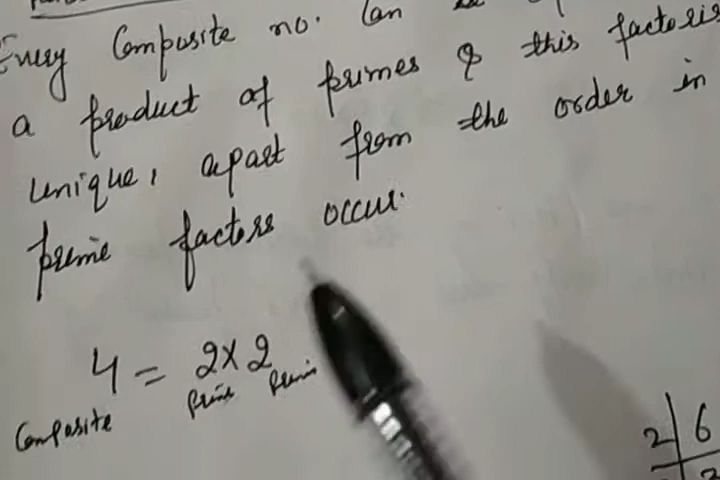 Every Composite no. Can
a product of primes & this factoris
unique, apart from the order in
prime factors occur.
4 = 2 x 2
Composite prime prime
2 6